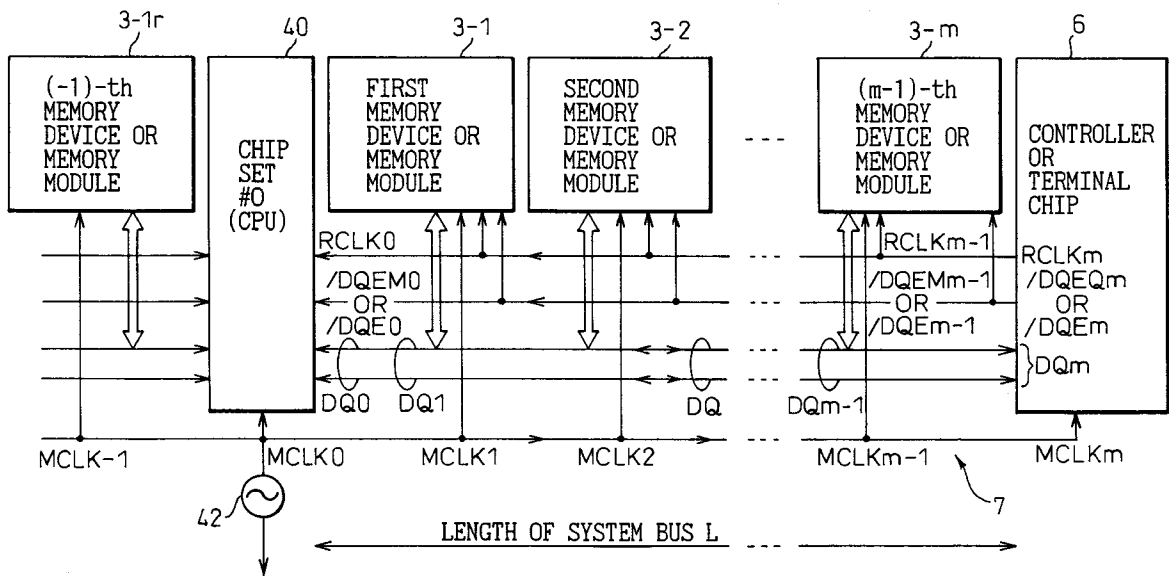 3-1r
40
3-1
3-2
3-m
6
(-1)-th
MEMORY
DEVICE OR
MEMORY
MODULE
CHIP
SET
#0
(CPU)
FIRST
MEMORY
DEVICE OR
MEMORY
MODULE
SECOND
MEMORY
DEVICE OR
MEMORY
MODULE
(m-1)-th
MEMORY
DEVICE OR
MEMORY
MODULE
CONTROLLER
OR
TERMINAL
CHIP
RCLK0
/DQEM0
OR
/DQE0
RCLKm-1
/DQEMm-1
OR
/DQEm-1
RCLKm
/DQEQm
OR
/DQEm
DQm
DQ0
DQ1
DQ
DQm-1
MCLK-1
MCLK0
MCLK1
MCLK2
MCLKm-1
MCLKm
42
7
LENGTH OF SYSTEM BUS L